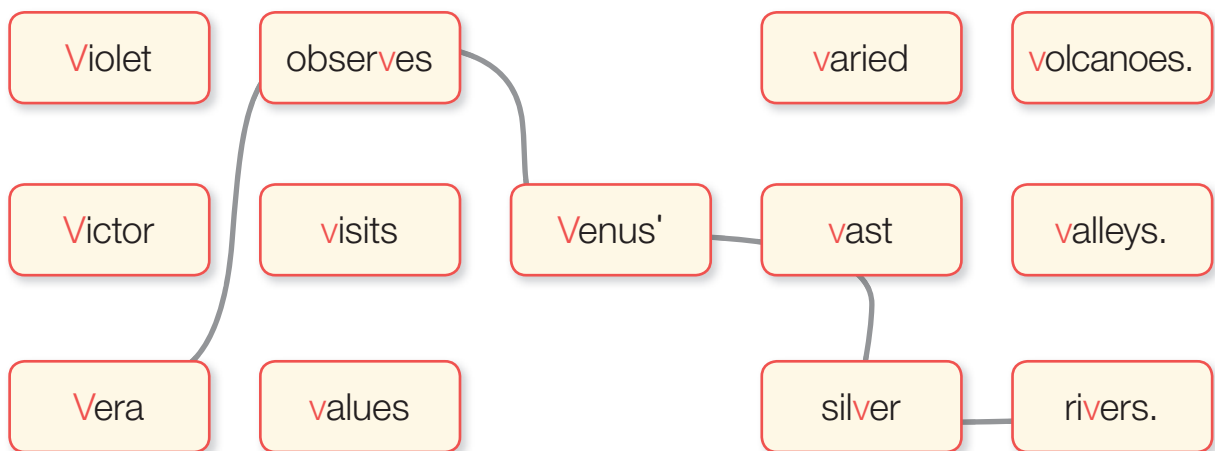 Violet observes varied volcanoes.
Victor visits Venus' vast valleys.
Vera values silver rivers.